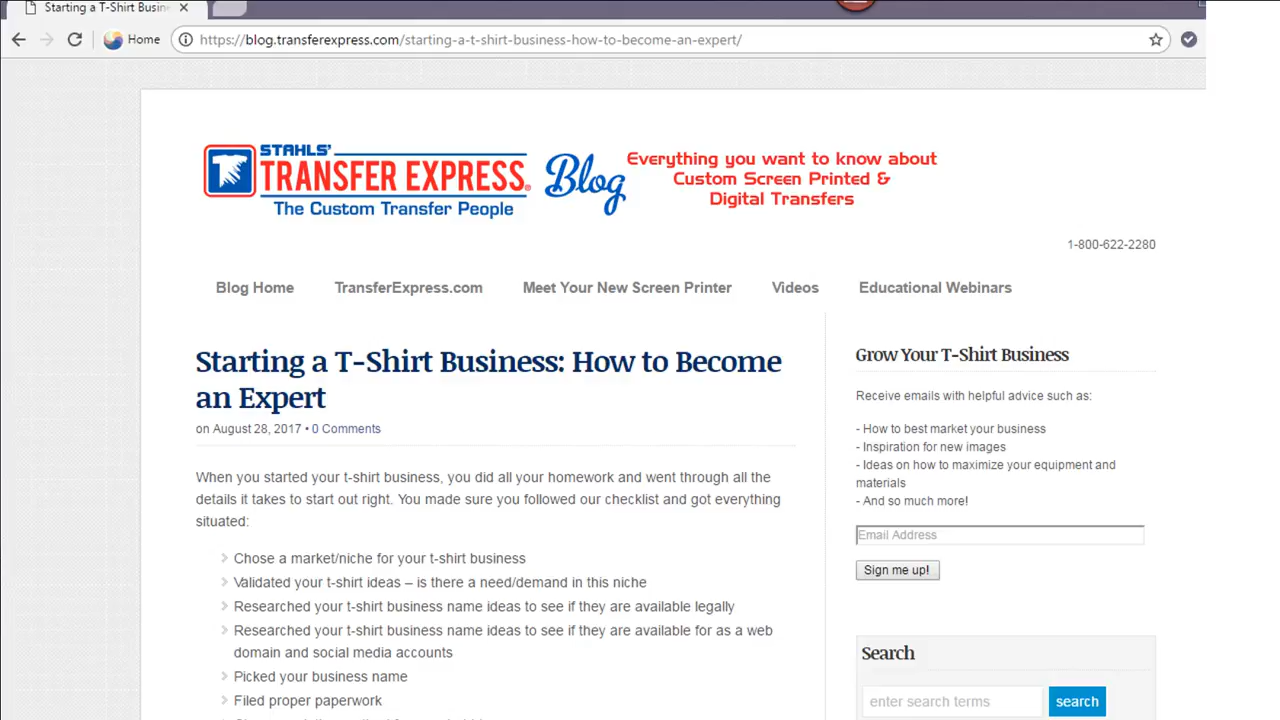 Starting a T-Shirt Busin
Home
https://blog.transferexpress.com/starting-a-t-shirt-business-how-to-become-an-expert/
STAHLS'
TRANSFER EXPRESS®
The Custom Transfer People
Blog
Everything you want to know about
Custom Screen Printed &
Digital Transfers
1-800-622-2280
Blog Home
TransferExpress.com
Meet Your New Screen Printer
Videos
Educational Webinars
Starting a T-Shirt Business: How to Become
an Expert
on August 28, 2017 • 0 Comments
When you started your t-shirt business, you did all your homework and went through all the
details it takes to start out right. You made sure you followed our checklist and got everything
situated:
Chose a market/niche for your t-shirt business
Validated your t-shirt ideas – is there a need/demand in this niche
Researched your t-shirt business name ideas to see if they are available legally
Researched your t-shirt business name ideas to see if they are available for as a web
domain and social media accounts
Picked your business name
Filed proper paperwork
Grow Your T-Shirt Business
Receive emails with helpful advice such as:
- How to best market your business
- Inspiration for new images
- Ideas on how to maximize your equipment and
materials
- And so much more!
Email Address
Sign me up!
Search
enter search terms
search